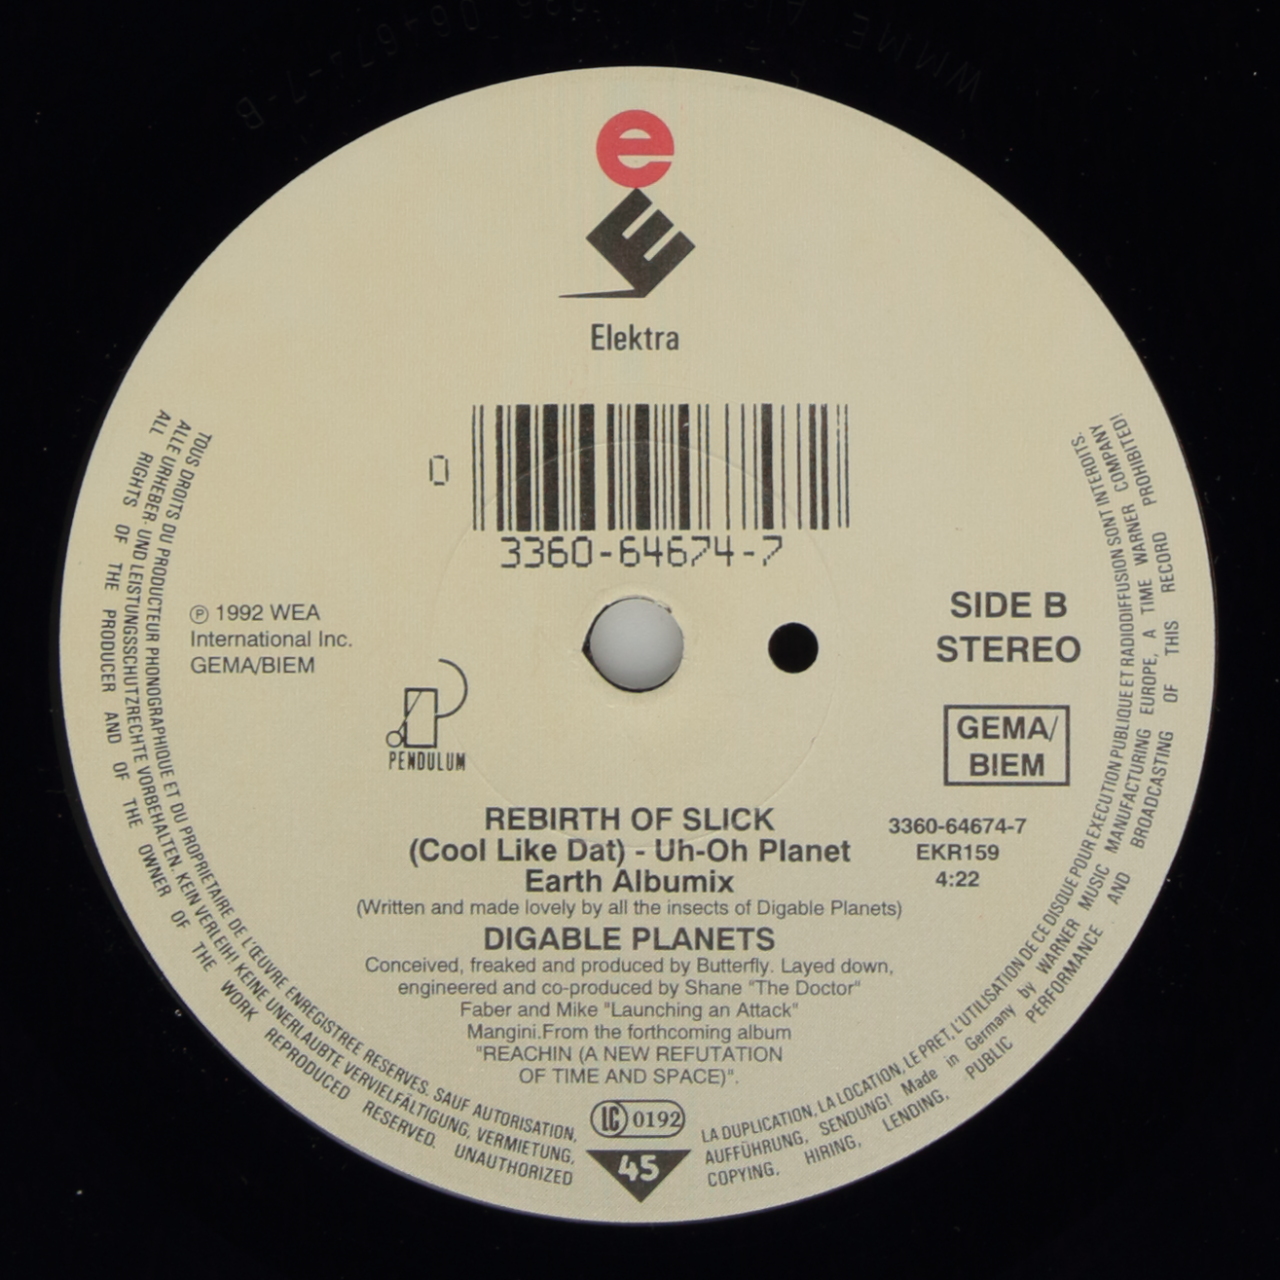 e
E
Elektra
0
3360-64674-7
℗ 1992 WEA
International Inc.
GEMA/BIEM
SIDE B
STEREO
GEMA/
BIEM
PENDULUM
REBIRTH OF SLICK
(Cool Like Dat) - Uh-Oh Planet
Earth Albumix
3360-64674-7
EKR159
4:22
(Written and made lovely by all the insects of Digable Planets)
DIGABLE PLANETS
Conceived, freaked and produced by Butterfly. Layed down,
engineered and co-produced by Shane "The Doctor"
Faber and Mike "Launching an Attack"
Mangini.From the forthcoming album
"REACHIN (A NEW REFUTATION
OF TIME AND SPACE)".
LC 0192
45
TOUS DROITS DU PRODUCTEUR PHONOGRAPHIQUE ET DU PROPRIETAIRE DE L'ŒUVRE ENREGISTREE RESERVES. SAUF AUTORISATION, LA DUPLICATION, LA LOCATION, LE PRET, L'UTILISATION DE CE DISQUE POUR EXECUTION PUBLIQUE ET RADIODIFFUSION SONT INTERDITS.
ALLE URHEBER- UND LEISTUNGSSCHUTZRECHTE VORBEHALTEN. KEIN VERLEIH! KEINE UNERLAUBTE VERVIELFÄLTIGUNG, VERMIETUNG, AUFFÜHRUNG, SENDUNG! Made in Germany by WARNER MUSIC MANUFACTURING EUROPE, A TIME WARNER COMPANY
ALL RIGHTS OF THE PRODUCER AND OF THE OWNER OF THE WORK REPRODUCED RESERVED. UNAUTHORIZED COPYING, HIRING, LENDING, PUBLIC PERFORMANCE AND BROADCASTING OF THIS RECORD PROHIBITED!